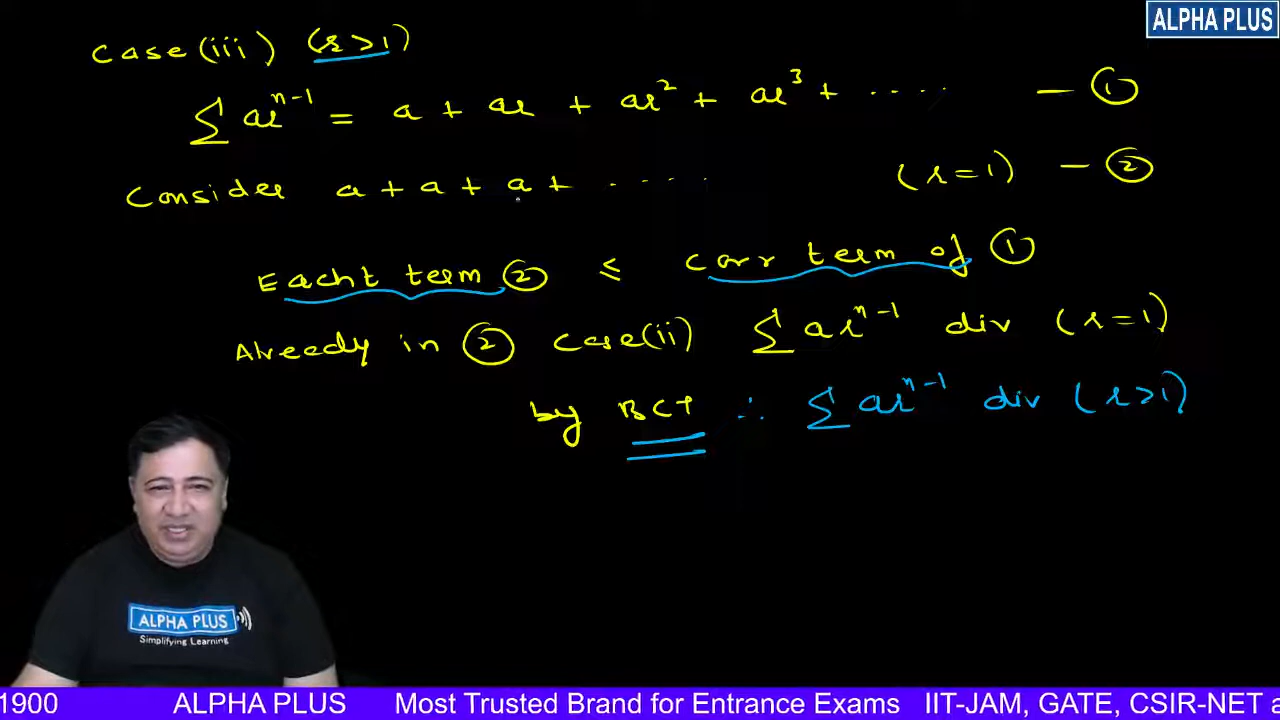 ALPHA PLUS
Case(iii) (r>1)
∑ ar^{n-1} = a + ar + ar² + ar³ + ..... — ①
Consider a + a + a + ..... (r=1) — ②
Eacht term ② ≤ Corr term of ①
Already in ② Case(ii) ∑ ar^{n-1} div (r=1)
by BCT ∴ ∑ ar^{n-1} div (r>1)
ALPHA PLUS
Simplifying Learning
1900 ALPHA PLUS Most Trusted Brand for Entrance Exams IIT-JAM, GATE, CSIR-NET a